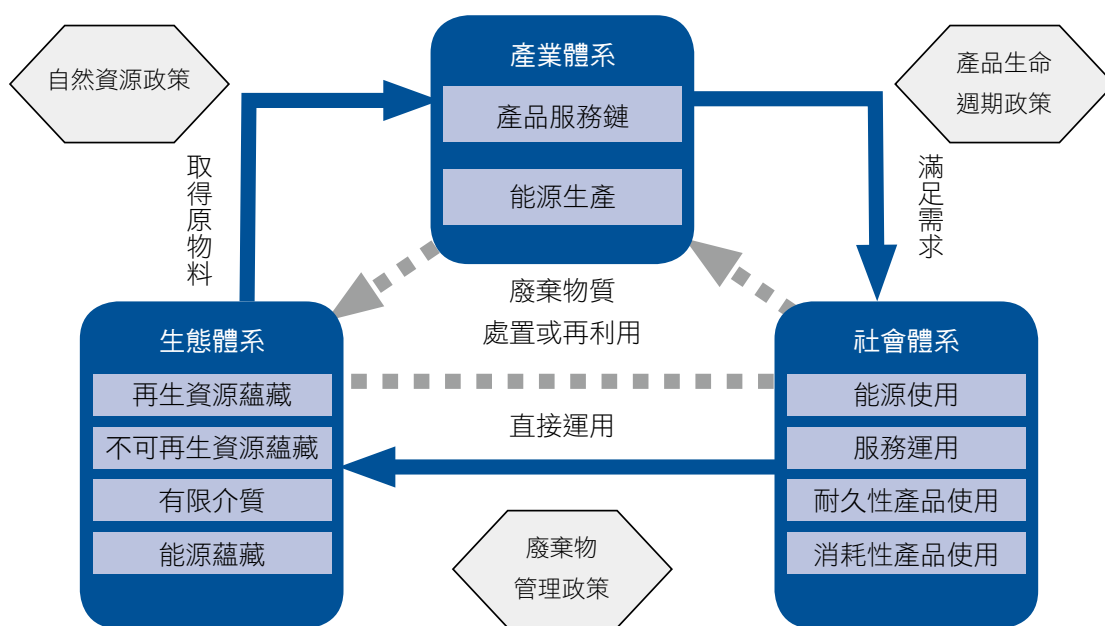 自然資源政策
產業體系
產品服務鏈
能源生產
產品生命
週期政策
取得原物料
滿足需求
廢棄物質
處置或再利用
生態體系
再生資源蘊藏
不可再生資源蘊藏
有限介質
能源蘊藏
直接運用
社會體系
能源使用
服務運用
耐久性產品使用
消耗性產品使用
廢棄物
管理政策